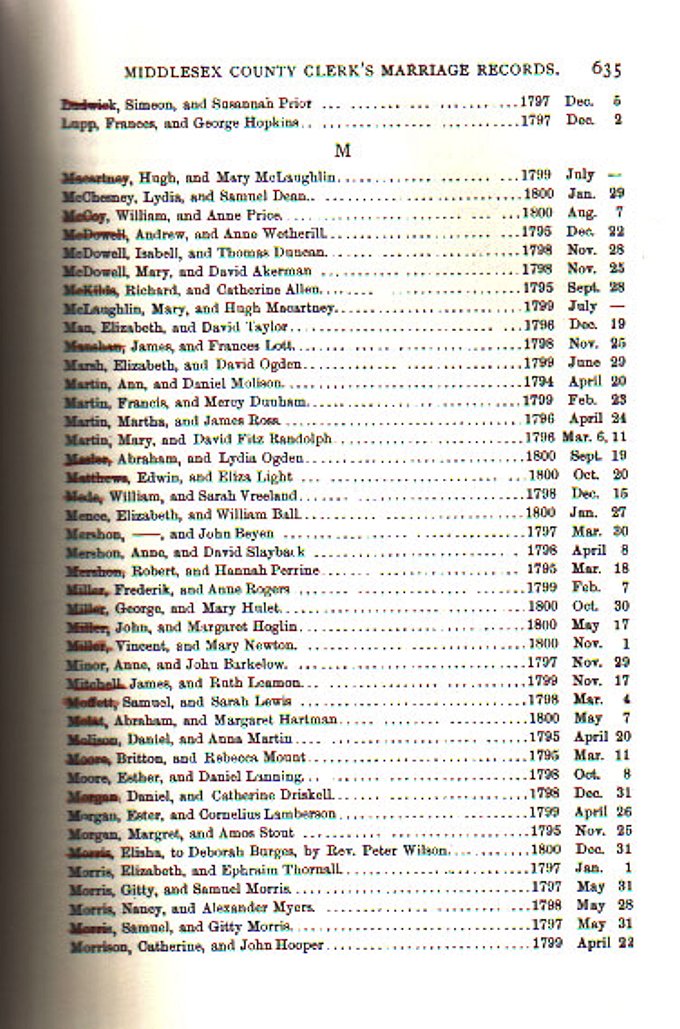 MIDDLESEX COUNTY CLERK'S MARRIAGE RECORDS. 635
Simeon, and Susannah Prior ... 1797 Dec. 5
Lupp, Frances, and George Hopkins.. 1797 Dec. 2
M
Macartney, Hugh, and Mary McLaughlin 1799 July —
McChesney, Lydia, and Samuel Dean.. 1800 Jan. 29
McCoy, William, and Anne Price 1800 Aug. 7
McDowell, Andrew, and Anne Wetherill 1795 Dec. 22
McDowell, Isabell, and Thomas Duncan 1798 Nov. 28
McDowell, Mary, and David Akerman 1798 Nov. 25
Richard, and Catherine Allen 1795 Sept. 28
McLaughlin, Mary, and Hugh Macartney 1799 July —
Man, Elizabeth, and David Taylor 1796 Dec. 19
James, and Frances Lott 1798 Nov. 25
Marsh, Elizabeth, and David Ogden 1799 June 29
Martin, Ann, and Daniel Molison 1794 April 20
Martin, Francis, and Mercy Dunham 1799 Feb. 23
Martin, Martha, and James Ross 1796 April 24
Martin, Mary, and David Fitz Randolph 1796 Mar. 6, 11
Abraham, and Lydia Ogden 1800 Sept. 19
Matthews, Edwin, and Eliza Light 1800 Oct. 20
Mede, William, and Sarah Vreeland 1798 Dec. 15
Mence, Elizabeth, and William Ball 1800 Jan. 27
Mershon, ——, and John Beyen 1797 Mar. 30
Mershon, Anne, and David Slayback 1798 April 8
Mershon, Robert, and Hannah Perrine 1795 Mar. 18
Miller, Frederik, and Anne Rogers 1799 Feb. 7
Miller, George, and Mary Hulet 1800 Oct. 30
Miller, John, and Margaret Hoglin 1800 May 17
Miller, Vincent, and Mary Newton. 1800 Nov. 1
Minor, Anne, and John Barkelow. 1797 Nov. 29
Mitchell, James, and Ruth Leamon 1799 Nov. 17
Moffett, Samuel, and Sarah Lewis 1798 Mar. 4
Abraham, and Margaret Hartman 1800 May 7
Molison, Daniel, and Anna Martin 1795 April 20
Moore, Britton, and Rebecca Mount 1795 Mar. 11
Moore, Esther, and Daniel Lanning 1798 Oct. 8
Morgan, Daniel, and Catherine Driskell 1798 Dec. 31
Morgan, Ester, and Cornelius Lamberson 1799 April 26
Morgan, Margret, and Amos Stout 1795 Nov. 25
Morris, Elisha, to Deborah Burges, by Rev. Peter Wilson 1800 Dec. 31
Morris, Elizabeth, and Ephraim Thornall 1797 Jan. 1
Morris, Gitty, and Samuel Morris 1797 May 31
Morris, Nancy, and Alexander Myers 1798 May 28
Morris, Samuel, and Gitty Morris 1797 May 31
Morrison, Catherine, and John Hooper 1799 April 22